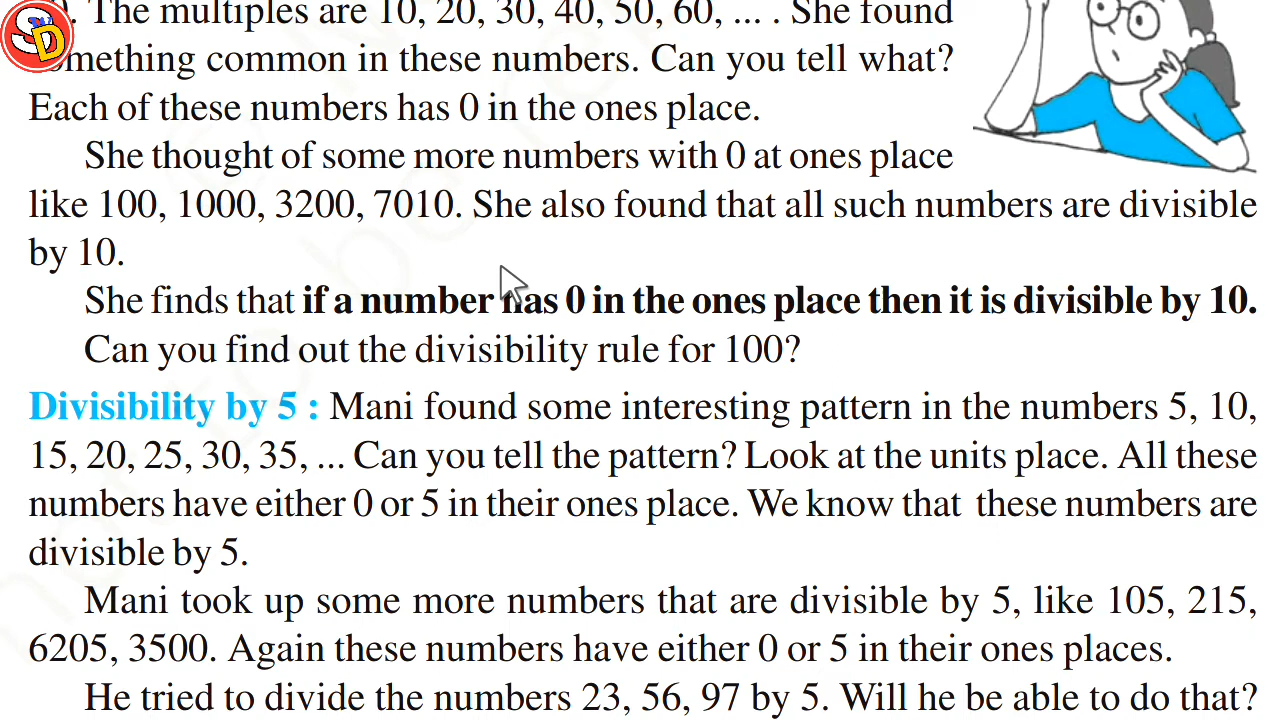 0. The multiples are 10, 20, 30, 40, 50, 60, ... . She found
SD
something common in these numbers. Can you tell what?
Each of these numbers has 0 in the ones place.
She thought of some more numbers with 0 at ones place
like 100, 1000, 3200, 7010. She also found that all such numbers are divisible
by 10.
She finds that if a number has 0 in the ones place then it is divisible by 10.
Can you find out the divisibility rule for 100?
Divisibility by 5 : Mani found some interesting pattern in the numbers 5, 10,
15, 20, 25, 30, 35, ... Can you tell the pattern? Look at the units place. All these
numbers have either 0 or 5 in their ones place. We know that these numbers are
divisible by 5.
Mani took up some more numbers that are divisible by 5, like 105, 215,
6205, 3500. Again these numbers have either 0 or 5 in their ones places.
He tried to divide the numbers 23, 56, 97 by 5. Will he be able to do that?